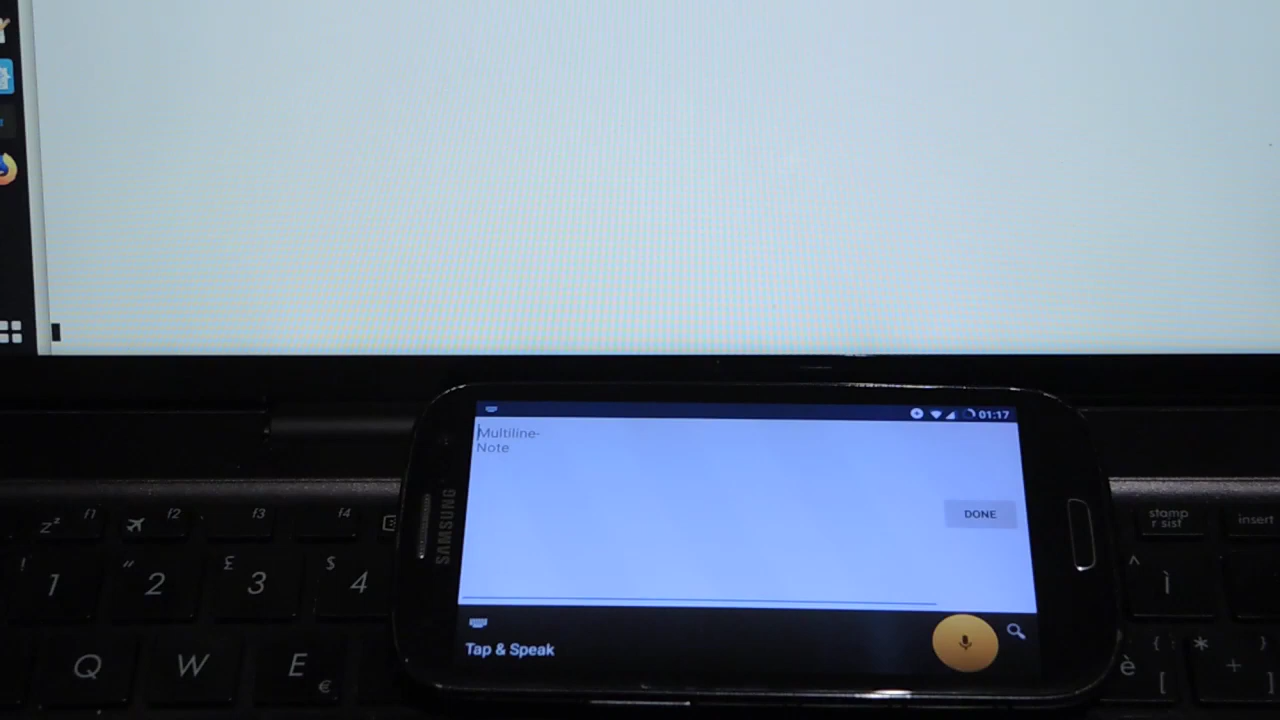 01:17
Multiline-
Note
DONE
Tap & Speak
SAMSUNG
z z f1 f2 f3 f4
! 1 " 2 £ 3 $ 4
Q W E €
stamp
r sist
insert
^ ì
è { [ * + } ]